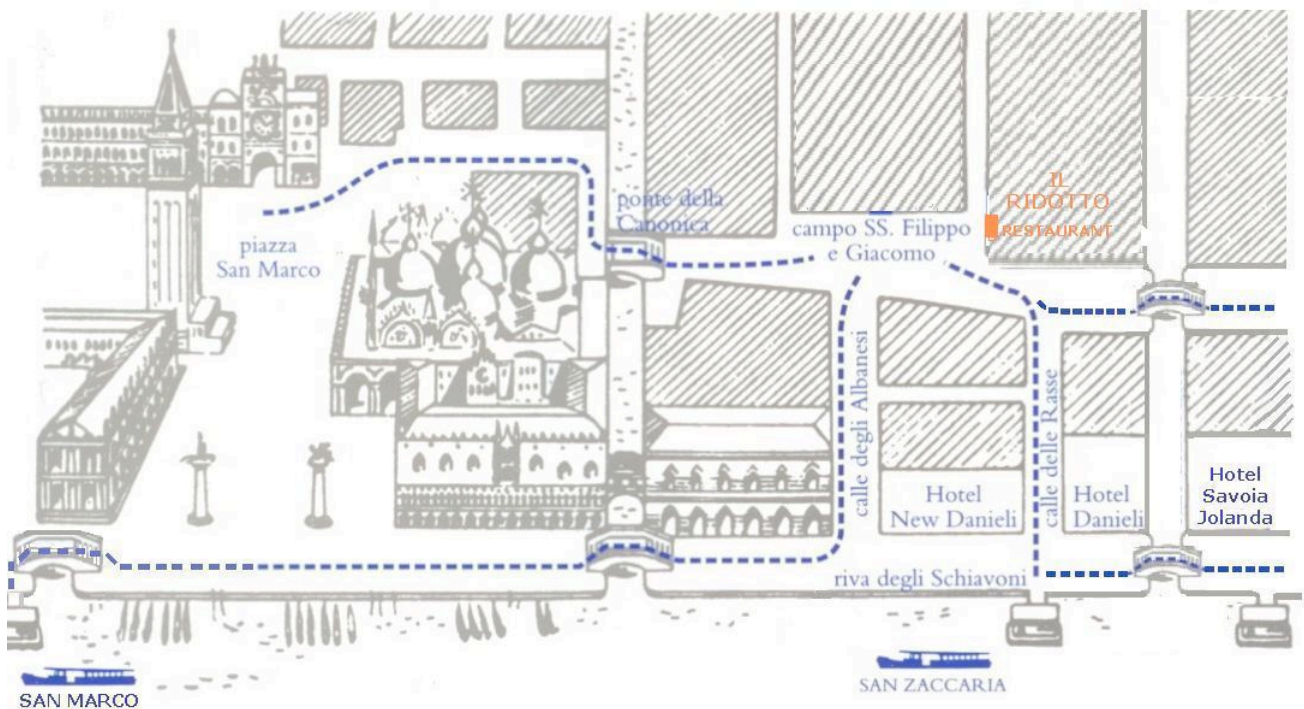 ponte della
Canonica
piazza
San Marco
campo SS. Filippo
e Giacomo
IL
RIDOTTO
RESTAURANT
calle degli Albanesi
calle delle Rasse
Hotel
New Danieli
Hotel
Danieli
Hotel
Savoia
Jolanda
riva degli Schiavoni
SAN MARCO
SAN ZACCARIA